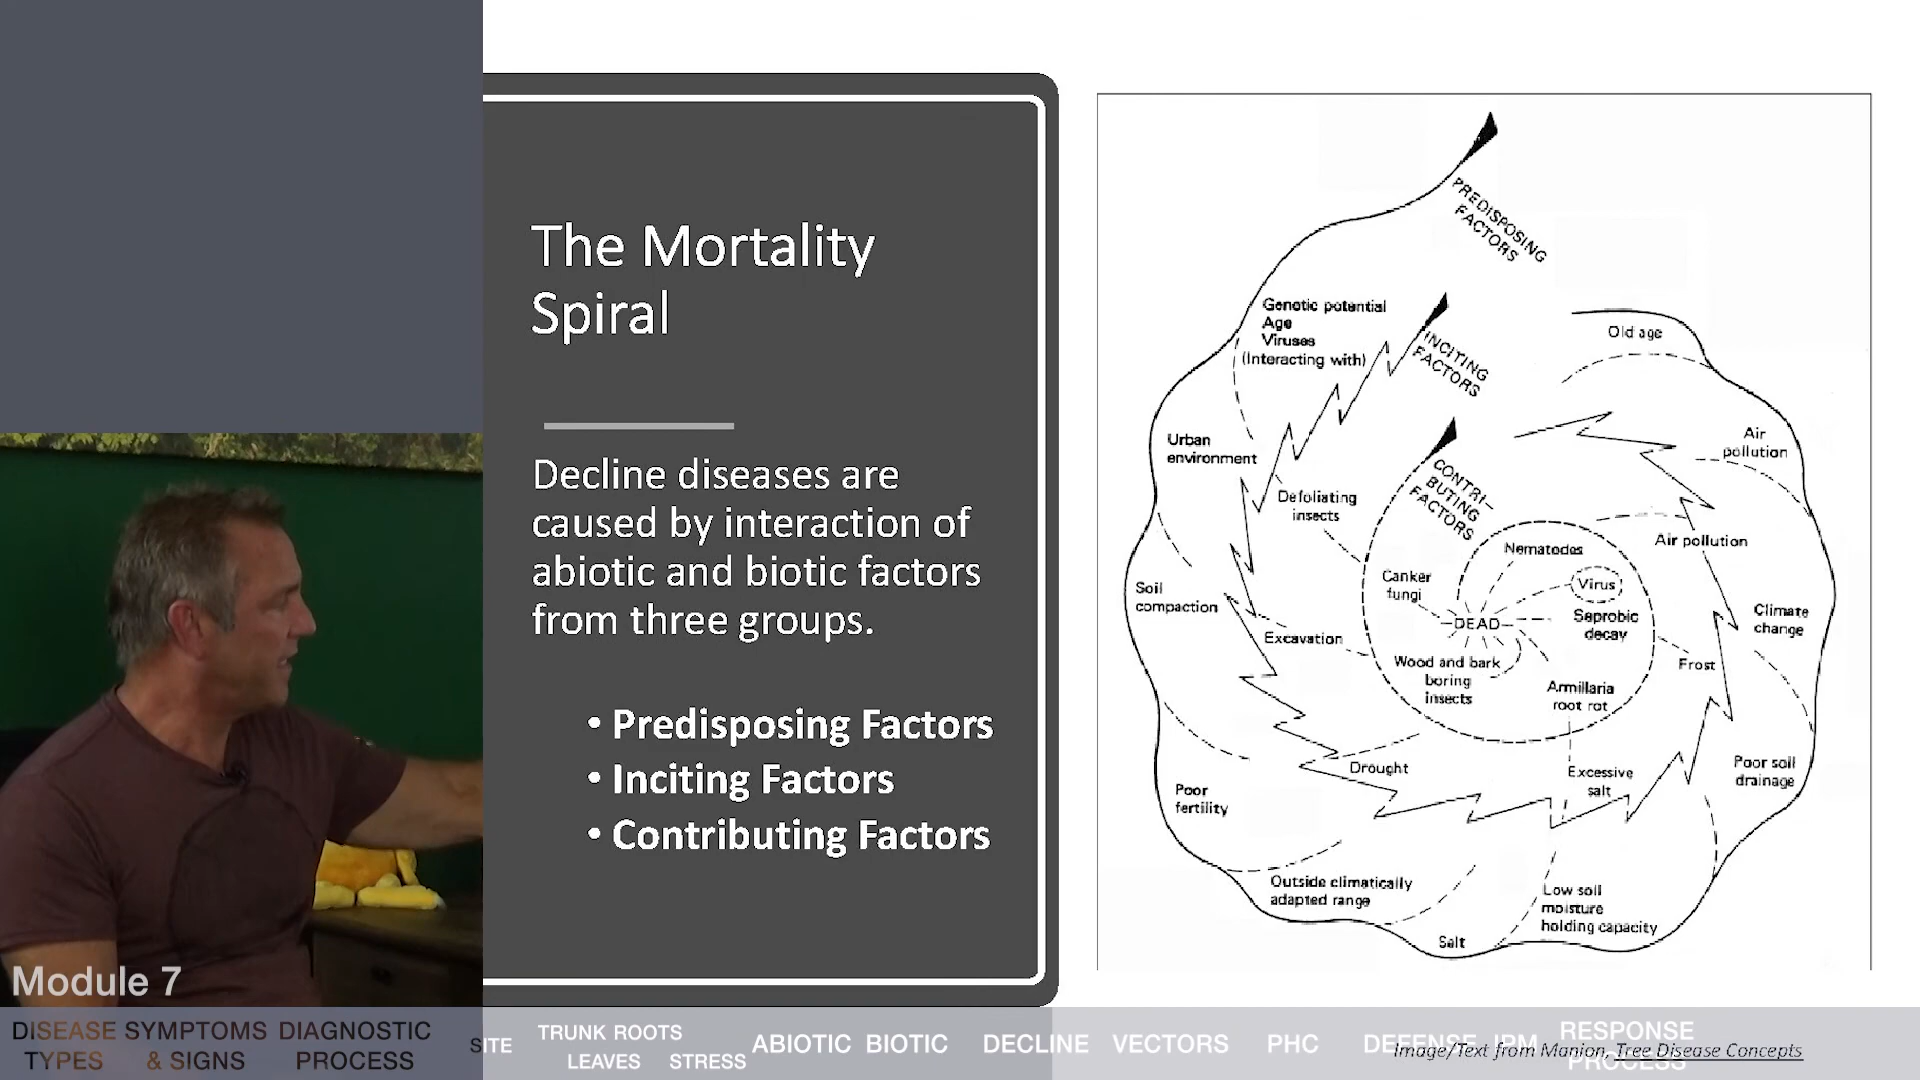 The Mortality
Spiral
Decline diseases are
caused by interaction of
abiotic and biotic factors
from three groups.
• Predisposing Factors
• Inciting Factors
• Contributing Factors
PREDISPOSING
FACTORS
Genetic potential
Age
Viruses
(Interacting with)
INCITING
FACTORS
Old age
Urban
environment
Defoliating
insects
CONTRI–
BUTING
FACTORS
Air
pollution
Nematodes
Air pollution
Canker
fungi
Virus
Soil
compaction
DEAD
Saprobic
decay
Climate
change
Excavation
Wood and bark
boring
insects
Armillaria
root rot
Frost
Drought
Excessive
salt
Poor soil
drainage
Poor
fertility
Outside climatically
adapted range
Low soil
moisture
holding capacity
Salt
Module 7
DISEASE TYPES
SYMPTOMS & SIGNS
DIAGNOSTIC PROCESS
SITE
TRUNK ROOTS
LEAVES STRESS
ABIOTIC BIOTIC DECLINE VECTORS PHC DEFENSE IPM
RESPONSE
PROCESS
Image/Text from Manion, Tree Disease Concepts